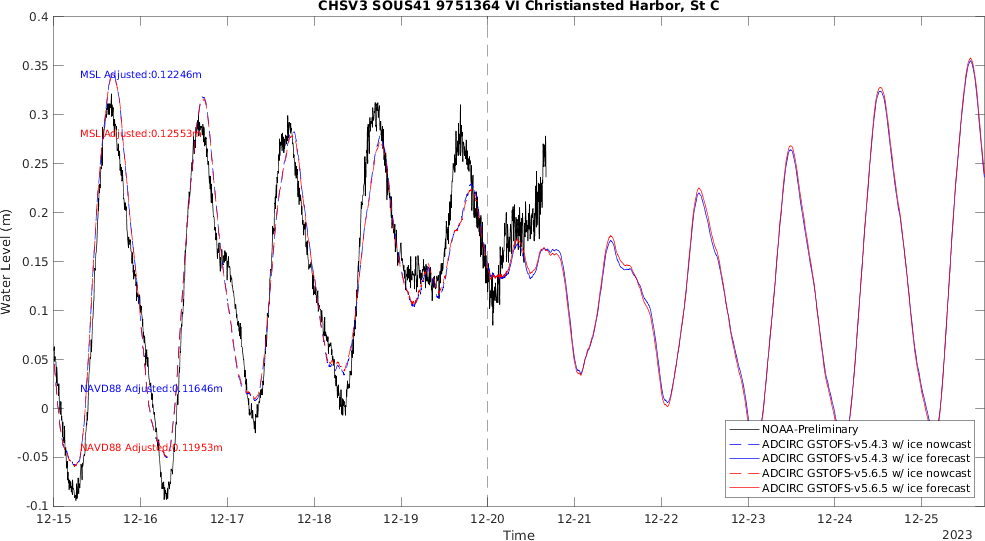 CHSV3 SOUS41 9751364 VI Christiansted Harbor, St C
Water Level (m)
0.4
0.35
0.3
0.25
0.2
0.15
0.1
0.05
0
-0.05
-0.1
MSL Adjusted:0.12246m
MSL Adjusted:0.12553m
NAVD88 Adjusted:0.11646m
NAVD88 Adjusted:0.11953m
NOAA-Preliminary
ADCIRC GSTOFS-v5.4.3 w/ ice nowcast
ADCIRC GSTOFS-v5.4.3 w/ ice forecast
ADCIRC GSTOFS-v5.6.5 w/ ice nowcast
ADCIRC GSTOFS-v5.6.5 w/ ice forecast
12-15 12-16 12-17 12-18 12-19 12-20 12-21 12-22 12-23 12-24 12-25
Time
2023